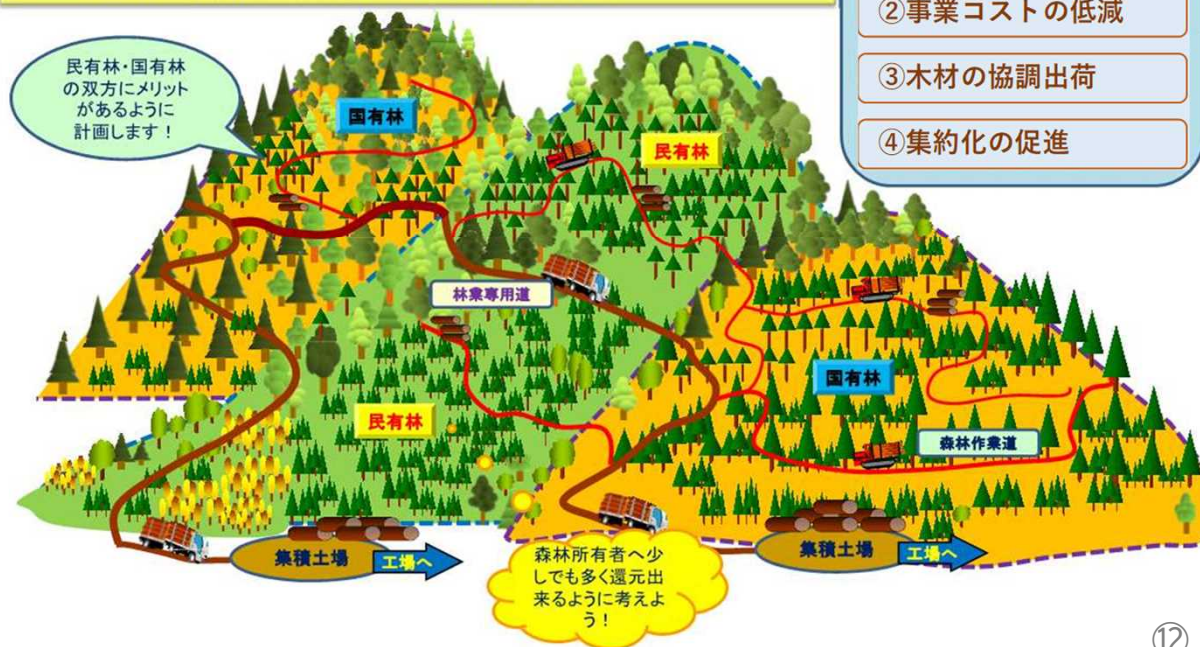 ②事業コストの低減
③木材の協調出荷
④集約化の促進
民有林・国有林
の双方にメリット
があるように
計画します！
国有林
民有林
林業専用道
国有林
民有林
森林作業道
集積土場
工場へ
森林所有者へ少
しでも多く還元出
来るように考えよ
う！
集積土場
工場へ
⑫